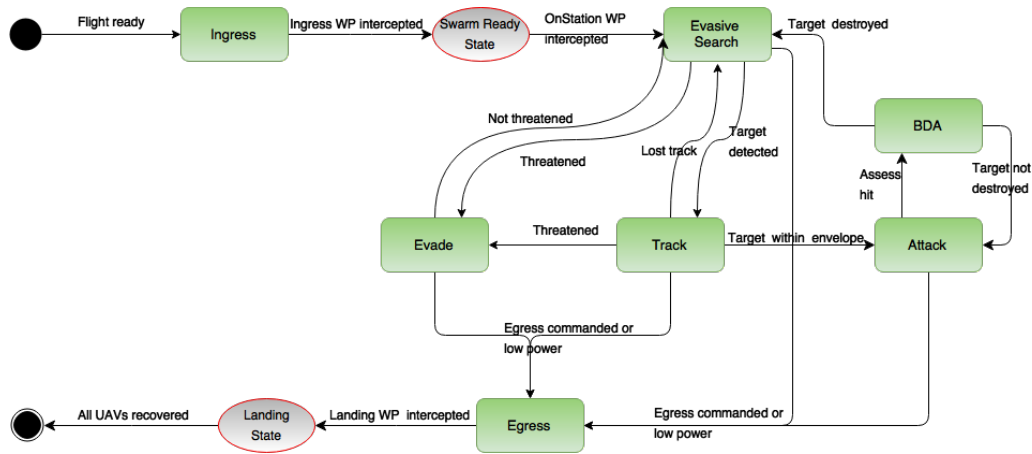 Flight ready
Ingress
Ingress WP intercepted
Swarm Ready
State
OnStation WP
intercepted
Evasive
Search
Target destroyed
BDA
Not threatened
Threatened
Lost track
Target
detected
Assess
hit
Target not
destroyed
Evade
Threatened
Track
Target within envelope
Attack
Egress commanded or
low power
All UAVs recovered
Landing
State
Landing WP intercepted
Egress
Egress commanded or
low power